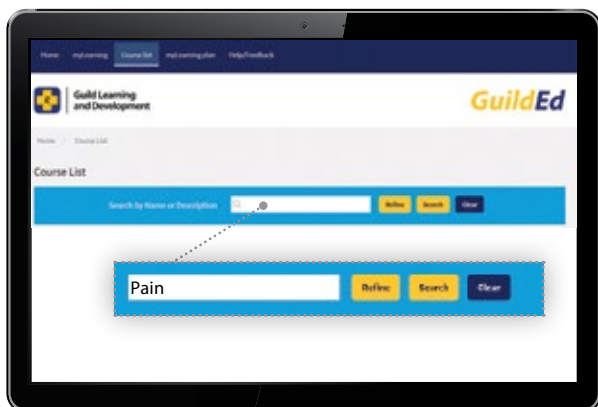 Home myLearning Course list myLearning plan Help/Feedback
Guild Learning
and Development
GuildEd
Home / Course List
Course List
Search by Name or Description Refine Search Clear
Pain Refine Search Clear